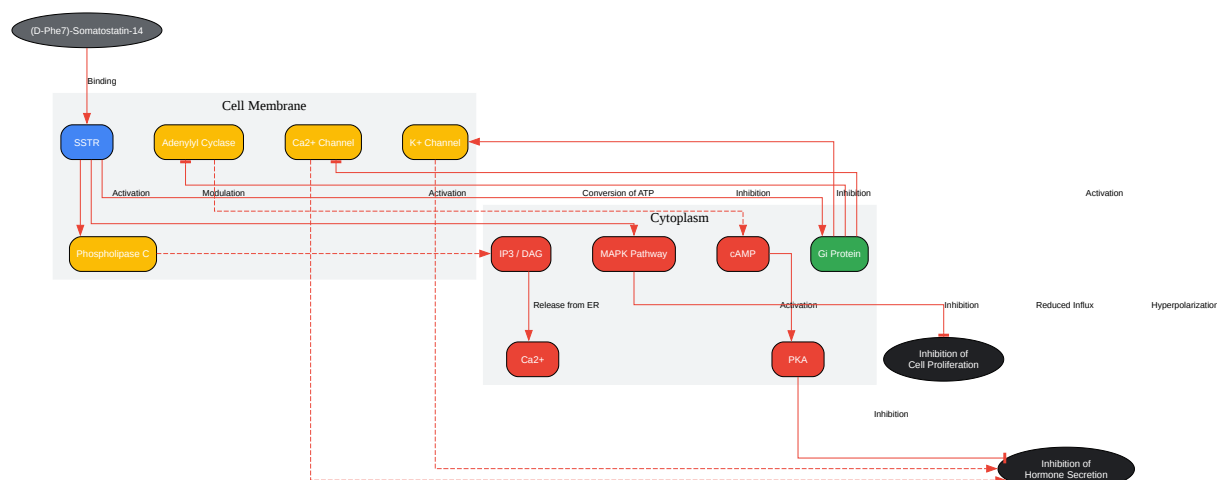 (D-Phe7)-Somatostatin-14
Binding
Cell Membrane
SSTR
Adenylyl Cyclase
Ca2+ Channel
K+ Channel
Activation
Modulation
Activation
Conversion of ATP
Inhibition
Inhibition
Activation
Cytoplasm
Phospholipase C
IP3 / DAG
MAPK Pathway
cAMP
Gi Protein
Release from ER
Activation
Inhibition
Reduced Influx
Hyperpolarization
Ca2+
PKA
Inhibition of
Cell Proliferation
Inhibition
Inhibition of
Hormone Secretion